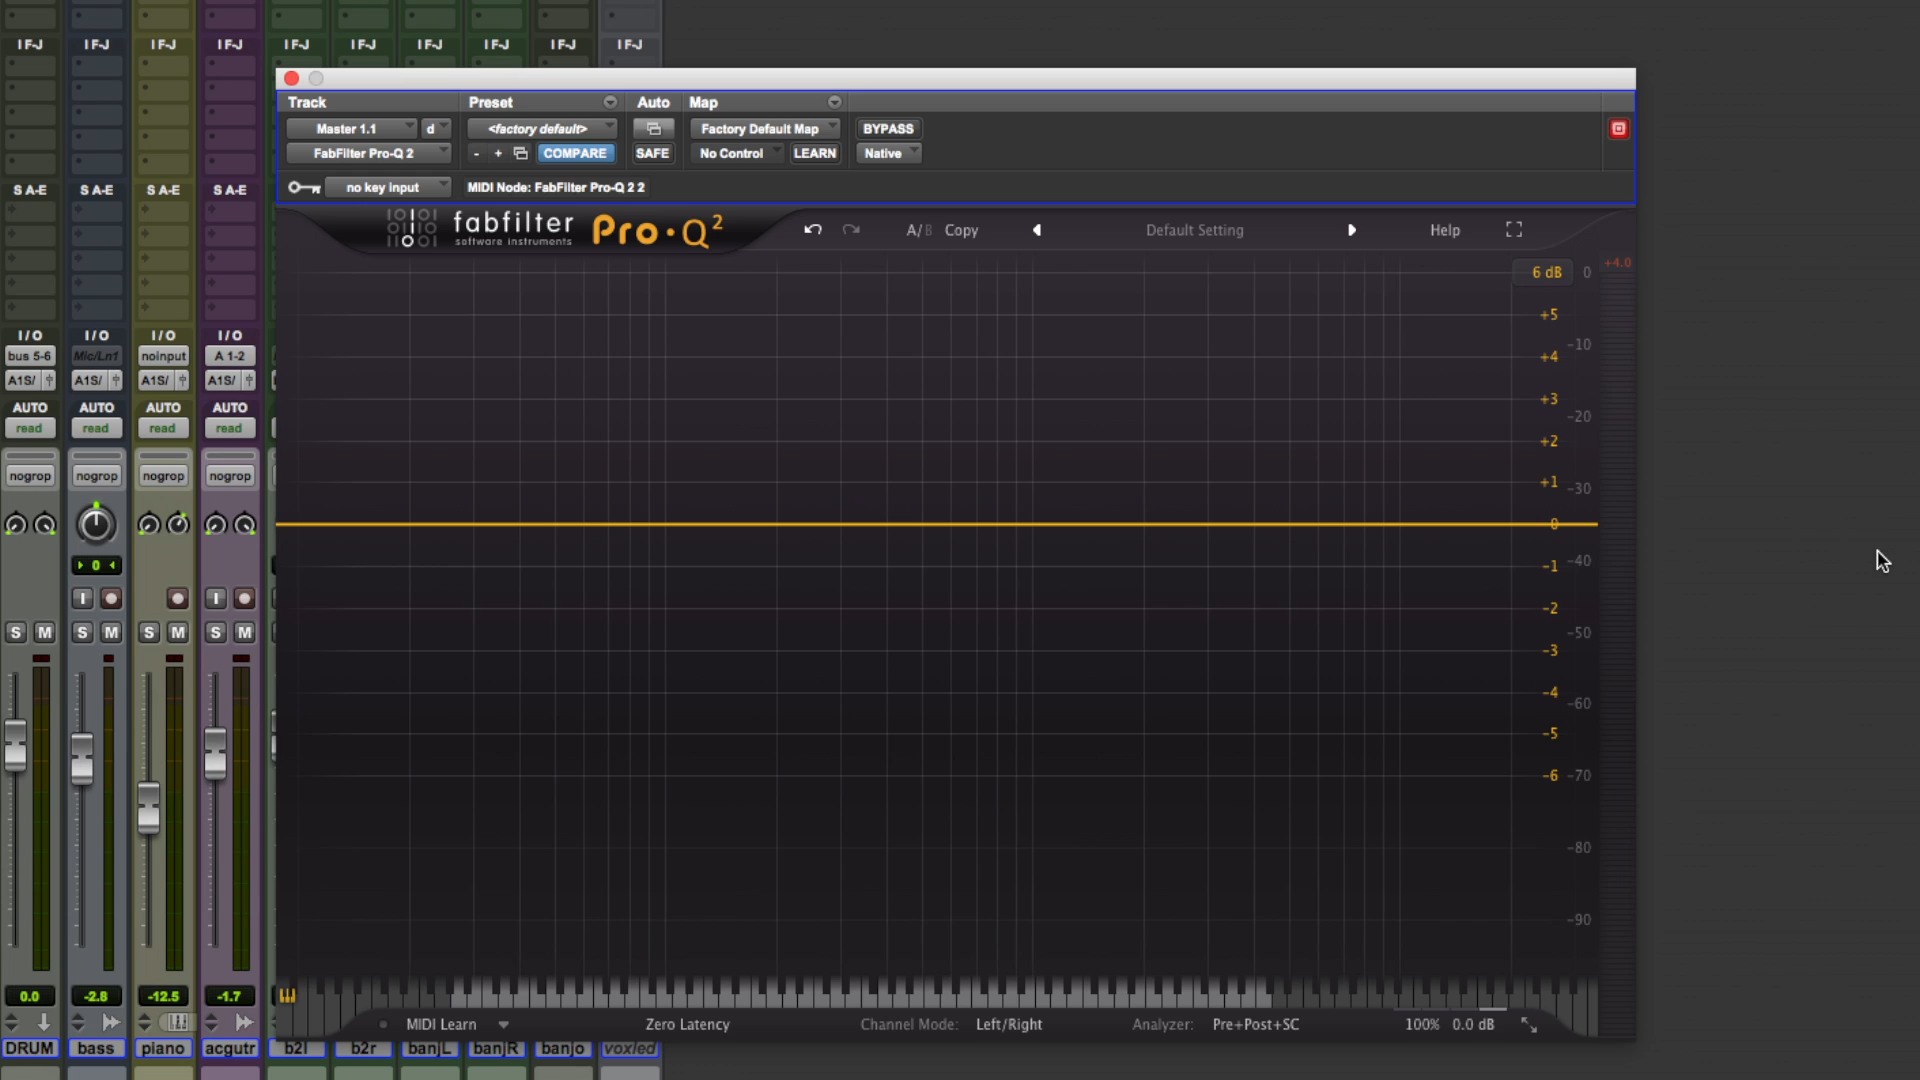 I F-J I F-J I F-J I F-J I F-J I F-J I F-J I F-J I F-J I F-J
Track Preset Auto Map
Master 1.1 d <factory default> Factory Default Map BYPASS
FabFilter Pro-Q 2 - + COMPARE SAFE No Control LEARN Native
no key input MIDI Node: FabFilter Pro-Q 2 2
S A-E S A-E S A-E S A-E
fabfilter Pro·Q2
software instruments
A/B Copy Default Setting Help
6 dB 0 +4.0
+5
-10
+4
+3
-20
+2
+1
-30
0
-1
-40
-2
-50
-3
-4
-60
-5
-6
-70
-80
-90
I / O I / O I / O I / O
bus 5-6 Mic/Ln1 noinput A 1-2
A1S/ A1S/ A1S/ A1S/
AUTO AUTO AUTO AUTO
read read read read
nogrop nogrop nogrop nogrop
0
I I
S M S M S M S M
0.0 -2.8 -12.5 -1.7
MIDI Learn Zero Latency Channel Mode: Left/Right Analyzer: Pre+Post+SC 100% 0.0 dB
DRUM bass piano acgutr b2l b2r banjL banjR banjo voxled